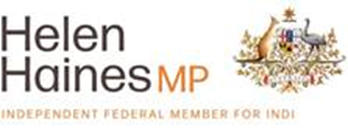 Helen
Haines MP
INDEPENDENT FEDERAL MEMBER FOR INDI